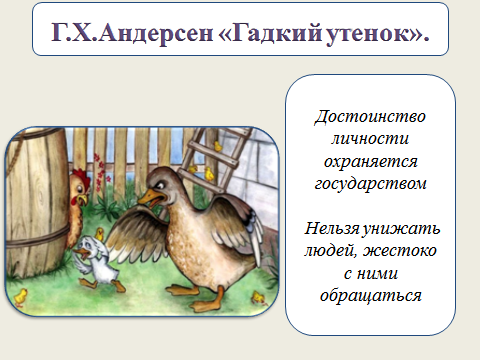 Г.Х.Андерсен «Гадкий утенок».
Достоинство
личности
охраняется
государством
Нельзя унижать
людей, жестоко
с ними
обращаться